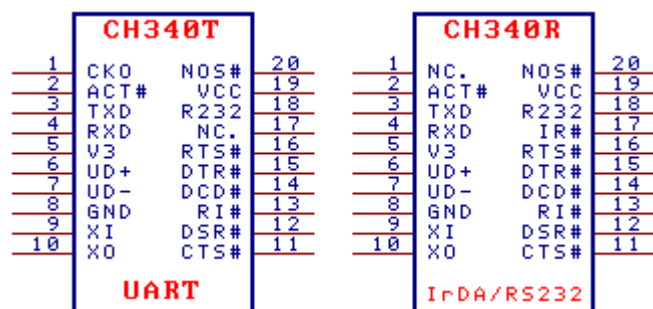 CH340T
1 CKO NOS# 20
2 ACT# VCC 19
3 TXD R232 18
4 RXD NC. 17
5 V3 RTS# 16
6 UD+ DTR# 15
7 UD- DCD# 14
8 GND RI# 13
9 XI DSR# 12
10 XO CTS# 11
UART
CH340R
1 NC. NOS# 20
2 ACT# VCC 19
3 TXD R232 18
4 RXD IR# 17
5 V3 RTS# 16
6 UD+ DTR# 15
7 UD- DCD# 14
8 GND RI# 13
9 XI DSR# 12
10 XO CTS# 11
IrDA/RS232